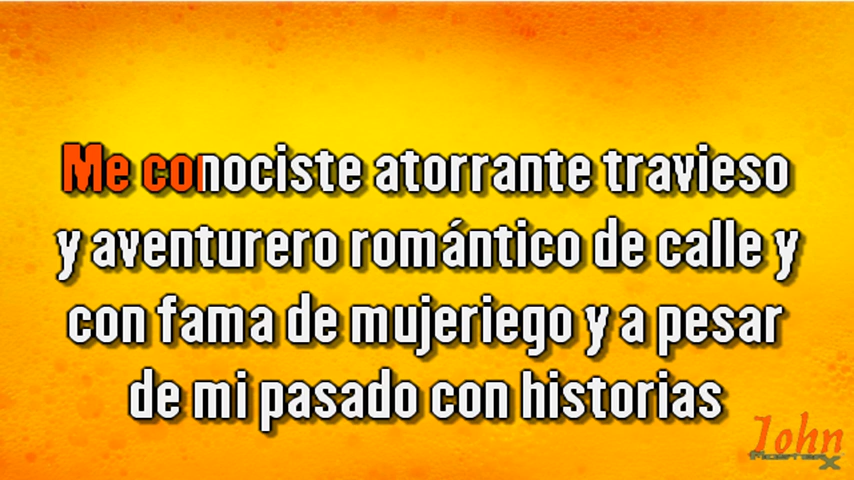 Me conociste atorrante travieso
y aventurero romántico de calle y
con fama de mujeriego y a pesar
de mi pasado con historias
John